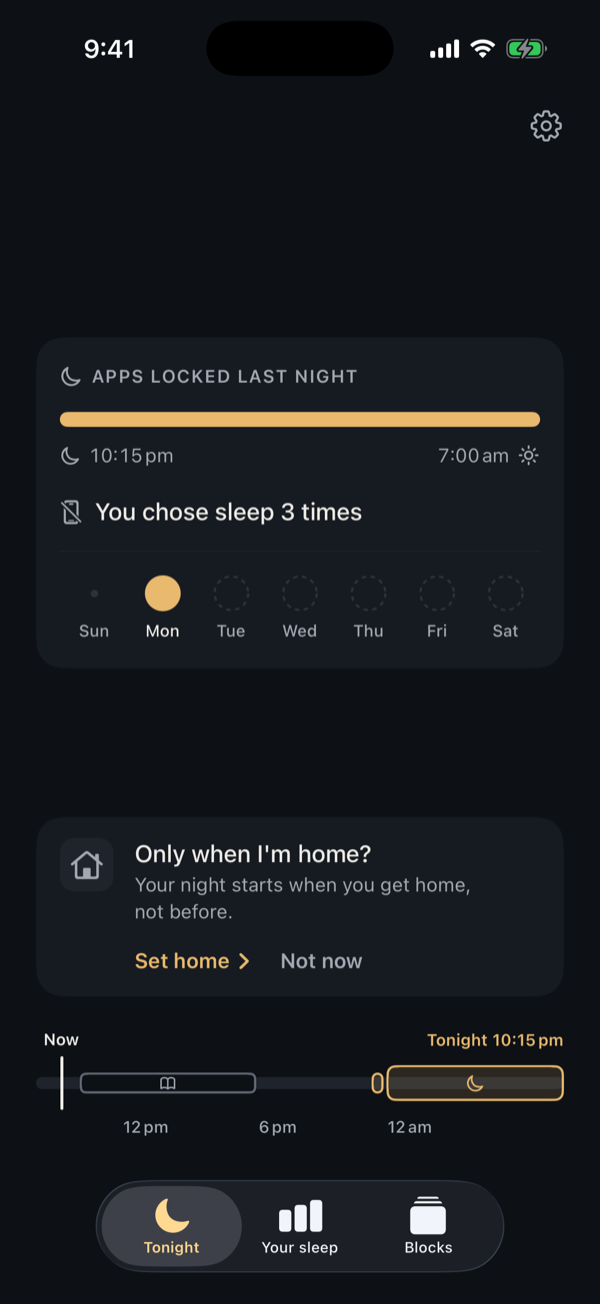 9:41
APPS LOCKED LAST NIGHT
10:15 pm
7:00 am
You chose sleep 3 times
Sun Mon Tue Wed Thu Fri Sat
Only when I'm home?
Your night starts when you get home,
not before.
Set home
Not now
Now
Tonight 10:15 pm
12 pm
6 pm
12 am
Tonight
Your sleep
Blocks